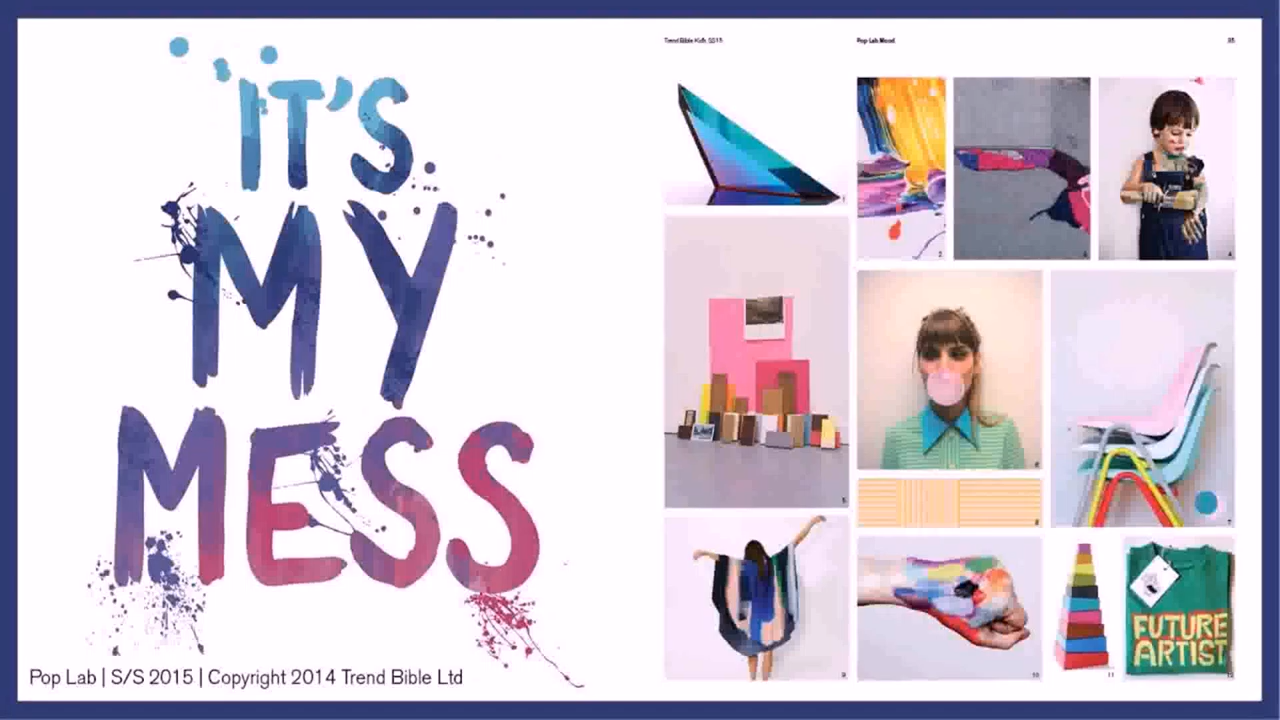 IT'S
MY
MESS
Pop Lab | S/S 2015 | Copyright 2014 Trend Bible Ltd
Trend Bible Kids S/S 15
Pop Lab Mood
FUTURE
ARTIST